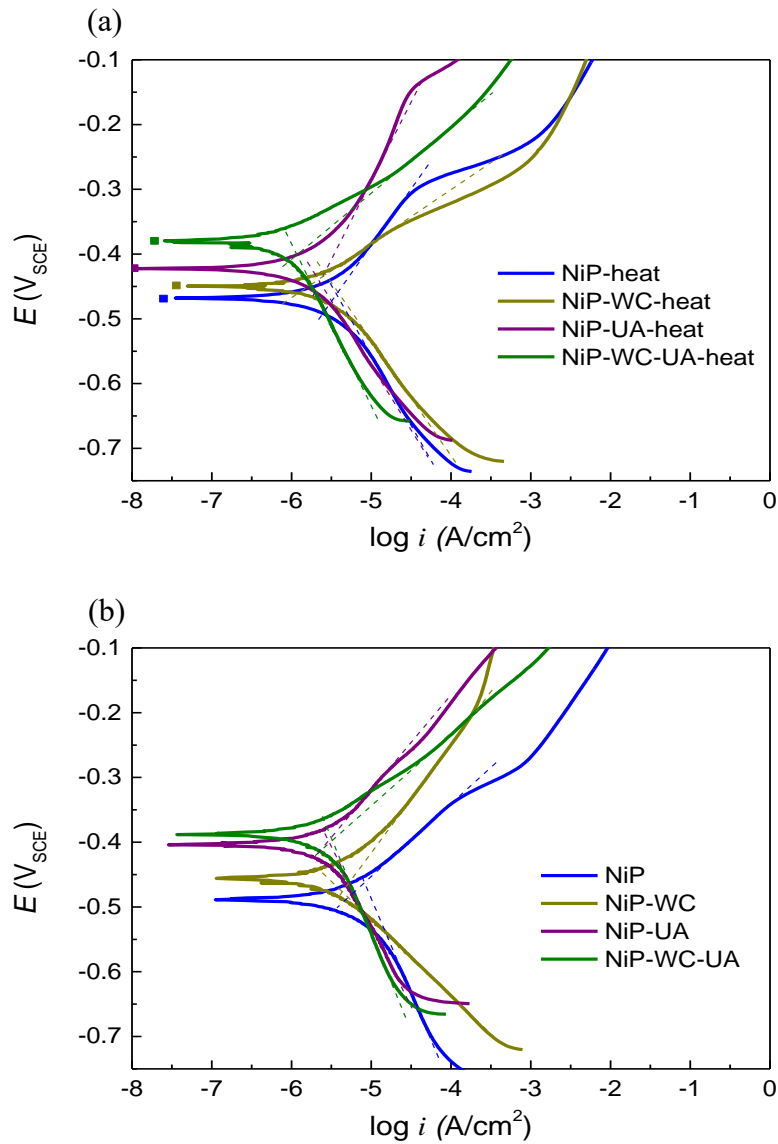 (a)
-0.1
-0.2
-0.3
-0.4
-0.5
-0.6
-0.7
E (V_SCE)
NiP-heat
NiP-WC-heat
NiP-UA-heat
NiP-WC-UA-heat
-8 -7 -6 -5 -4 -3 -2 -1 0
log i (A/cm²)
(b)
-0.1
-0.2
-0.3
-0.4
-0.5
-0.6
-0.7
E (V_SCE)
NiP
NiP-WC
NiP-UA
NiP-WC-UA
-8 -7 -6 -5 -4 -3 -2 -1 0
log i (A/cm²)